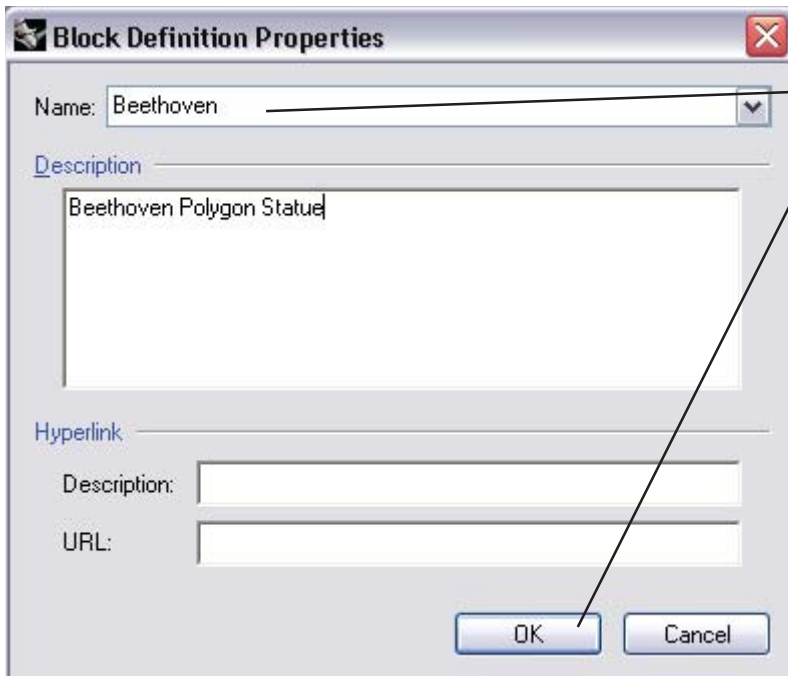 Block Definition Properties
Name: Beethoven
Description
Beethoven Polygon Statue
Hyperlink
Description:
URL:
OK Cancel